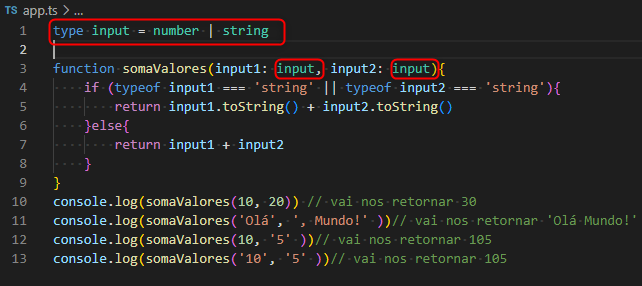 TS app.ts > ...
1 type input = number | string
2
3 function somaValores(input1: input, input2: input){
4     if (typeof input1 === 'string' || typeof input2 === 'string'){
5         return input1.toString() + input2.toString()
6     }else{
7         return input1 + input2
8     }
9 }
10 console.log(somaValores(10, 20)) // vai nos retornar 30
11 console.log(somaValores('Olá', ', Mundo!' ))// vai nos retornar 'Olá Mundo!'
12 console.log(somaValores(10, '5' ))// vai nos retornar 105
13 console.log(somaValores('10', '5' ))// vai nos retornar 105